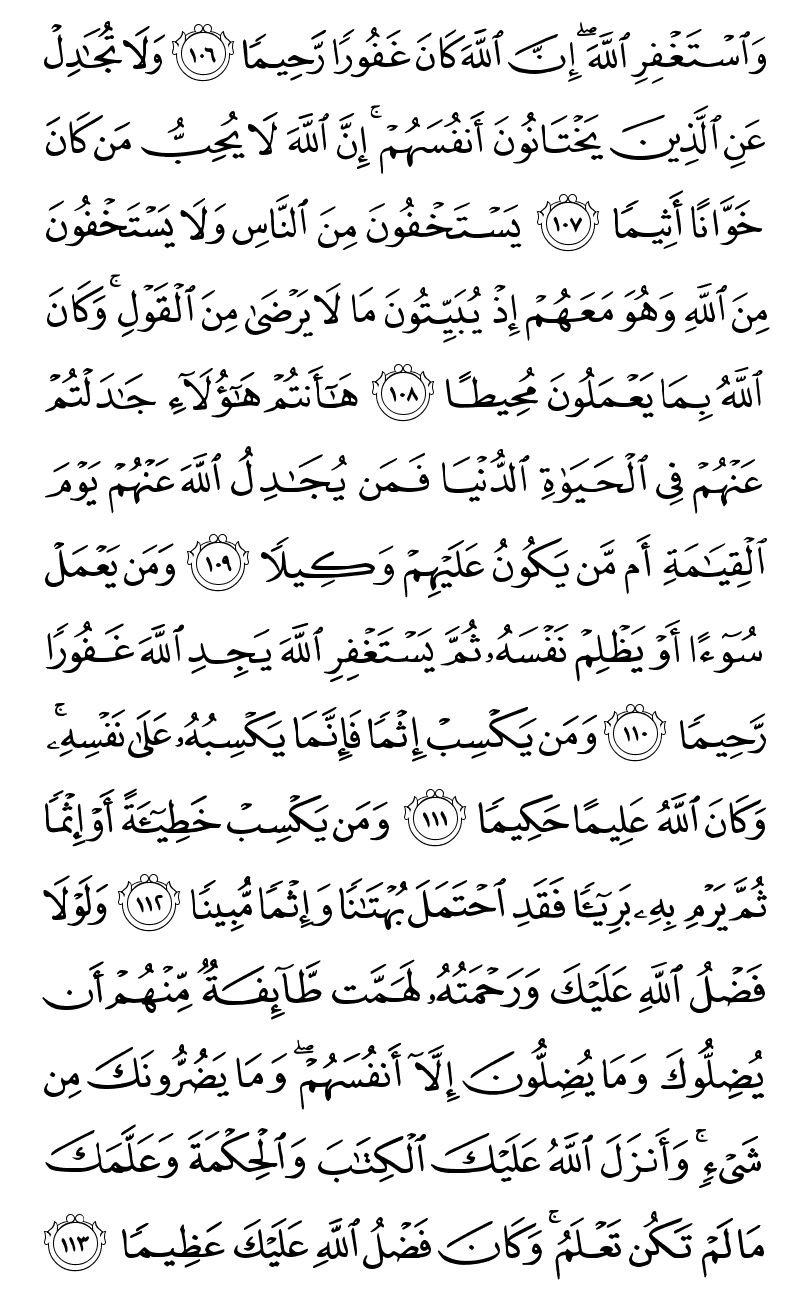 وَٱسْتَغْفِرِ ٱللَّهَۖ إِنَّ ٱللَّهَ كَانَ غَفُورًا رَّحِيمًا ١٠٦ وَلَا تُجَٰدِلْ
عَنِ ٱلَّذِينَ يَخْتَانُونَ أَنفُسَهُمْۚ إِنَّ ٱللَّهَ لَا يُحِبُّ مَن كَانَ
خَوَّانًا أَثِيمًا ١٠٧ يَسْتَخْفُونَ مِنَ ٱلنَّاسِ وَلَا يَسْتَخْفُونَ
مِنَ ٱللَّهِ وَهُوَ مَعَهُمْ إِذْ يُبَيِّتُونَ مَا لَا يَرْضَىٰ مِنَ ٱلْقَوْلِۚ وَكَانَ
ٱللَّهُ بِمَا يَعْمَلُونَ مُحِيطًا ١٠٨ هَٰٓأَنتُمْ هَٰٓؤُلَآءِ جَٰدَلْتُمْ
عَنْهُمْ فِى ٱلْحَيَوٰةِ ٱلدُّنْيَا فَمَن يُجَٰدِلُ ٱللَّهَ عَنْهُمْ يَوْمَ
ٱلْقِيَٰمَةِ أَم مَّن يَكُونُ عَلَيْهِمْ وَكِيلًا ١٠٩ وَمَن يَعْمَلْ
سُوٓءًا أَوْ يَظْلِمْ نَفْسَهُۥ ثُمَّ يَسْتَغْفِرِ ٱللَّهَ يَجِدِ ٱللَّهَ غَفُورًا
رَّحِيمًا ١١٠ وَمَن يَكْسِبْ إِثْمًا فَإِنَّمَا يَكْسِبُهُۥ عَلَىٰ نَفْسِهِۦۚ
وَكَانَ ٱللَّهُ عَلِيمًا حَكِيمًا ١١١ وَمَن يَكْسِبْ خَطِيٓـَٔةً أَوْ إِثْمًا
ثُمَّ يَرْمِ بِهِۦ بَرِيٓـًٔا فَقَدِ ٱحْتَمَلَ بُهْتَٰنًا وَإِثْمًا مُّبِينًا ١١٢ وَلَوْلَا
فَضْلُ ٱللَّهِ عَلَيْكَ وَرَحْمَتُهُۥ لَهَمَّت طَّآئِفَةٌ مِّنْهُمْ أَن
يُضِلُّوكَ وَمَا يُضِلُّونَ إِلَّآ أَنفُسَهُمْۖ وَمَا يَضُرُّونَكَ مِن
شَىْءٍۚ وَأَنزَلَ ٱللَّهُ عَلَيْكَ ٱلْكِتَٰبَ وَٱلْحِكْمَةَ وَعَلَّمَكَ
مَا لَمْ تَكُن تَعْلَمُۚ وَكَانَ فَضْلُ ٱللَّهِ عَلَيْكَ عَظِيمًا ١١٣